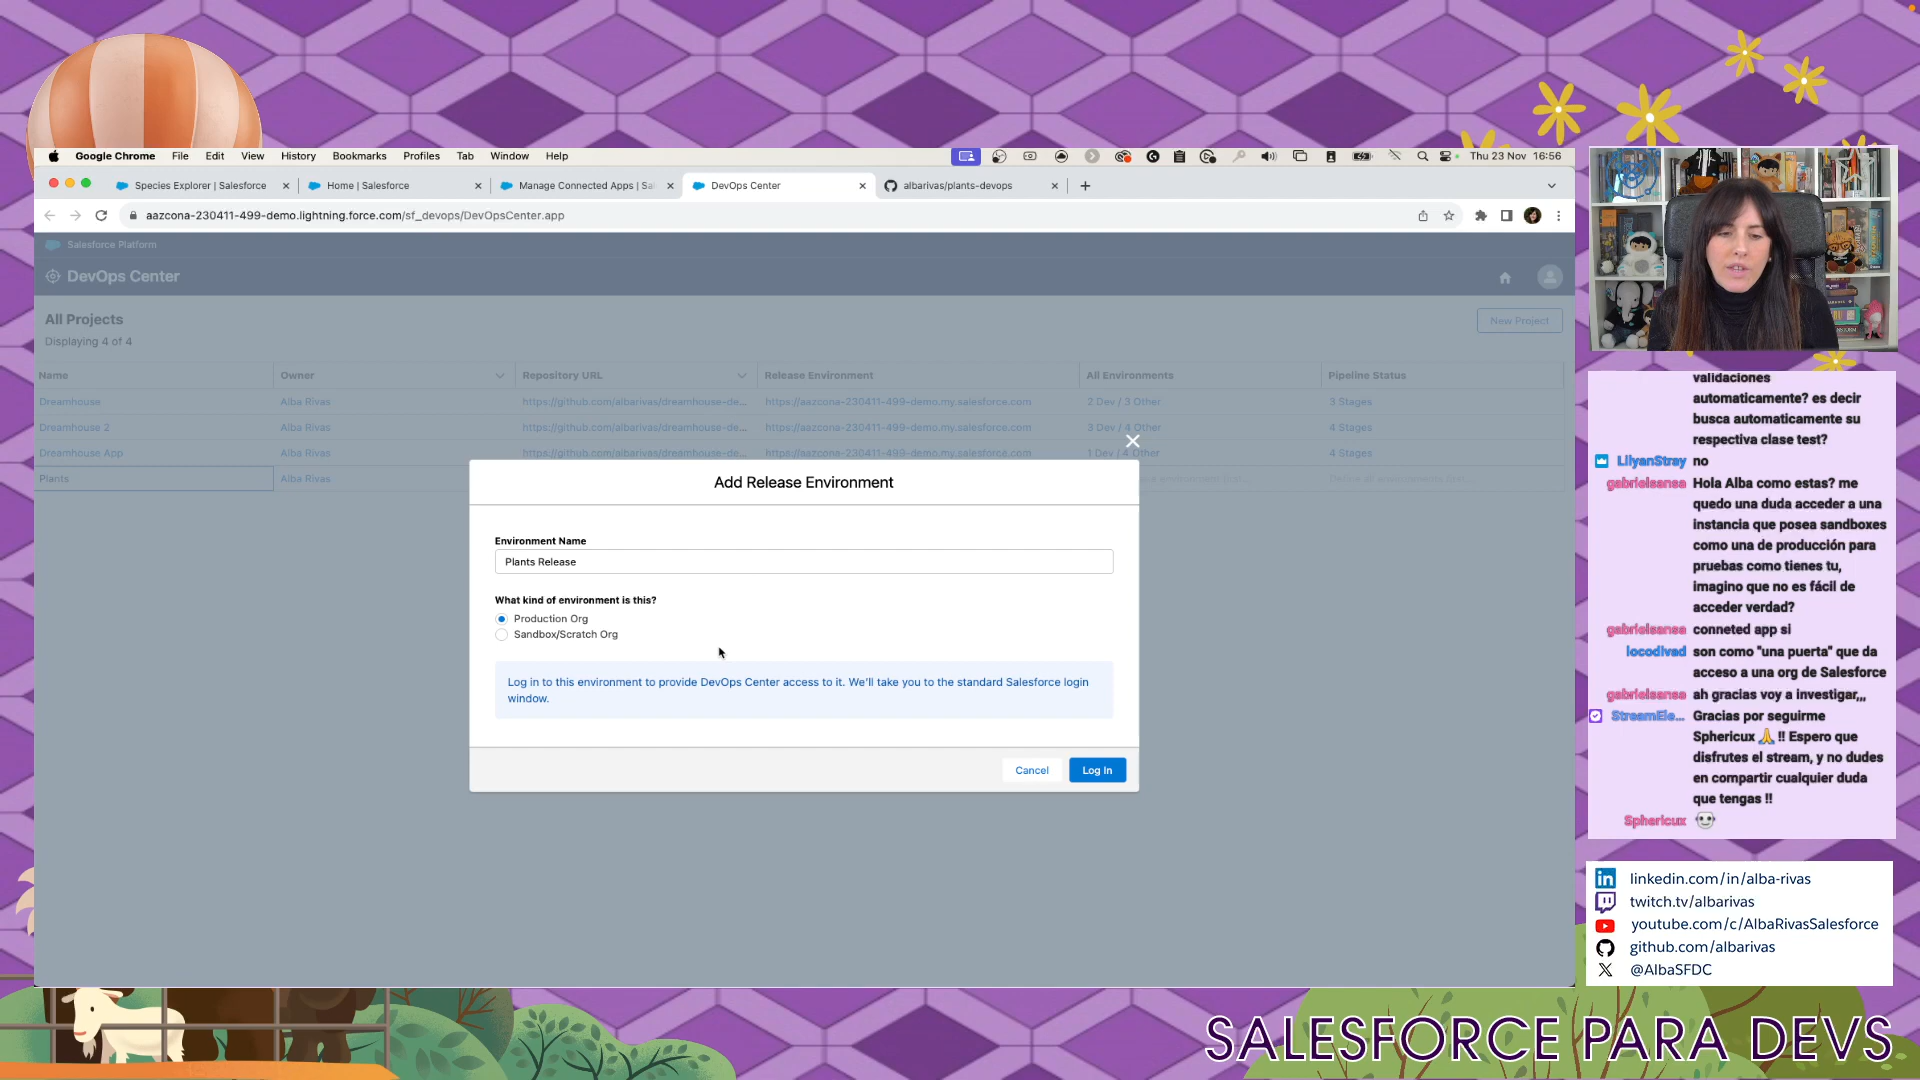 Google Chrome File Edit View History Bookmarks Profiles Tab Window Help Thu 23 Nov 16:56
Species Explorer | Salesforce Home | Salesforce Manage Connected Apps | Sal DevOps Center albarivas/plants-devops
aazcona-230411-499-demo.lightning.force.com/sf_devops/DevOpsCenter.app
Salesforce Platform
DevOps Center
All Projects
New Project
Displaying 4 of 4
Name Owner Repository URL Release Environment All Environments Pipeline Status
Dreamhouse Alba Rivas https://github.com/albarivas/dreamhouse-de... https://aazcona-230411-499-demo.my.salesforce.com 2 Dev / 3 Other 3 Stages
Dreamhouse 2 Alba Rivas https://github.com/albarivas/dreamhouse-de... https://aazcona-230411-499-demo.my.salesforce.com 3 Dev / 4 Other 4 Stages
Dreamhouse App Alba Rivas https://github.com/albarivas/dreamhouse-de... https://aazcona-230411-499-demo.my.salesforce.com 1 Dev / 4 Other 4 Stages
Plants Alba Rivas
Add Release Environment
Environment Name
Plants Release
What kind of environment is this?
Production Org
Sandbox/Scratch Org
Log in to this environment to provide DevOps Center access to it. We'll take you to the standard Salesforce login
window.
Cancel Log In
validaciones
automaticamente? es decir
busca automaticamente su
respectiva clase test?
LilyanStray no
gabrielsansa Hola Alba como estas? me
quedo una duda acceder a una
instancia que posea sandboxes
como una de producción para
pruebas como tienes tu,
imagino que no es fácil de
acceder verdad?
gabrielsansa conneted app si
locodivad son como "una puerta" que da
acceso a una org de Salesforce
gabrielsansa ah gracias voy a investigar,,,
StreamEle... Gracias por seguirme
Sphericux 🙏 !! Espero que
disfrutes el stream, y no dudes
en compartir cualquier duda
que tengas !!
Sphericux
linkedin.com/in/alba-rivas
twitch.tv/albarivas
youtube.com/c/AlbaRivasSalesforce
github.com/albarivas
@AlbaSFDC
SALESFORCE PARA DEVS